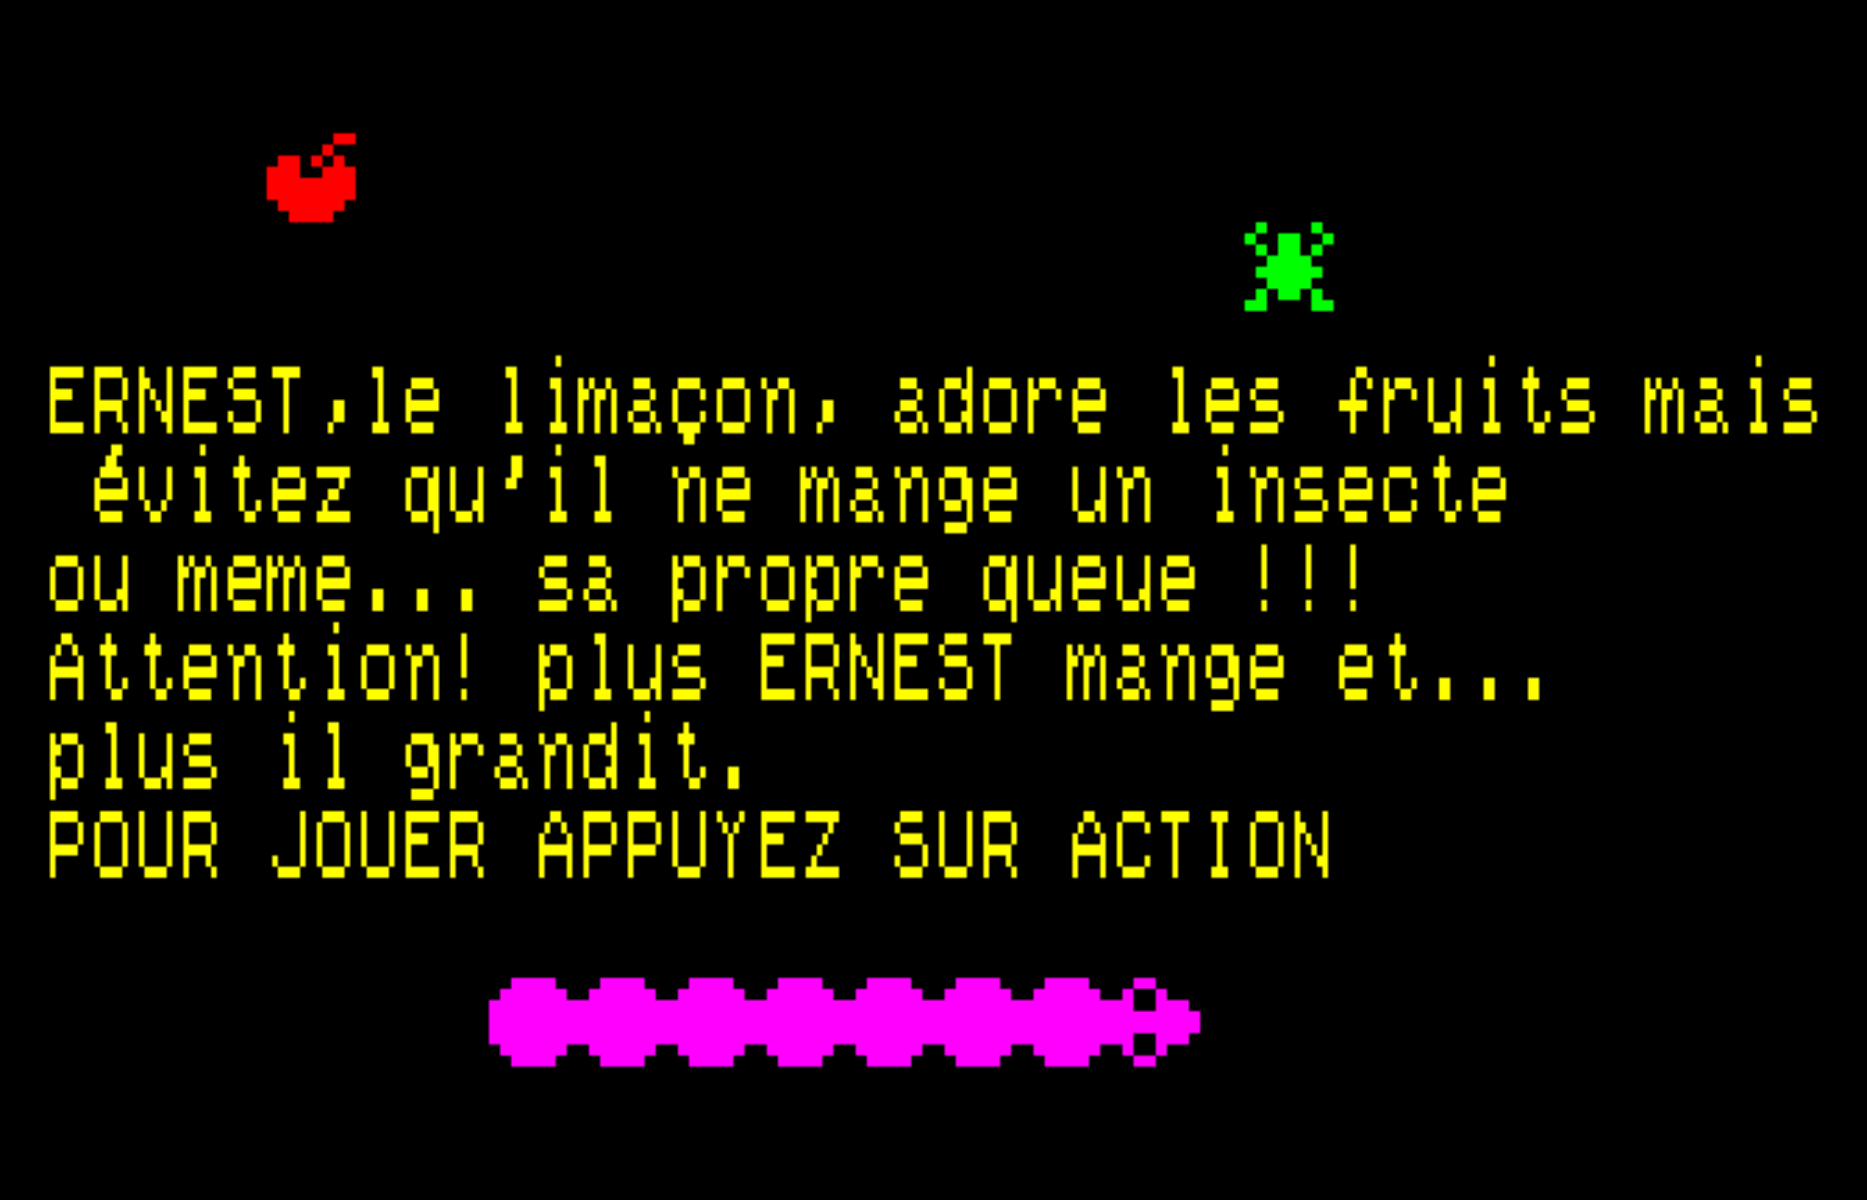 ERNEST,le limaçon, adore les fruits mais
évitez qu'il ne mange un insecte
ou meme... sa propre queue !!!
Attention! plus ERNEST mange et...
plus il grandit.
POUR JOUER APPUYEZ SUR ACTION